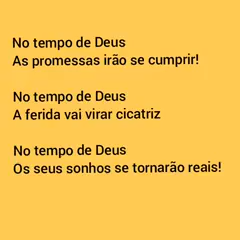 No tempo de Deus
As promessas irão se cumprir!
No tempo de Deus
A ferida vai virar cicatriz
No tempo de Deus
Os seus sonhos se tornarão reais!